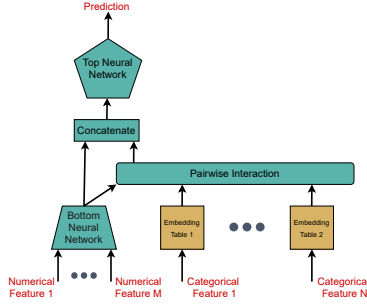 Prediction
Top Neural
Network
Concatenate
Pairwise Interaction
Bottom
Neural
Network
Embedding
Table 1
Embedding
Table 2
Numerical
Feature 1
Numerical
Feature M
Categorical
Feature 1
Categorica
Feature N